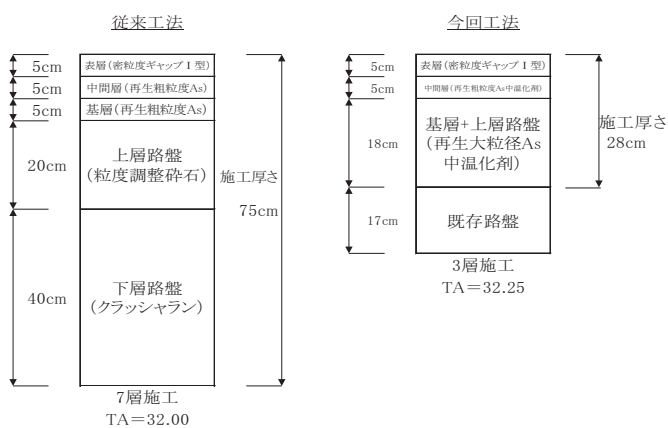 従来工法
5cm
表層(密粒度ギャップⅠ型)
5cm
中間層(再生粗粒度As)
5cm
基層(再生粗粒度As)
20cm
上層路盤
(粒度調整砕石)
施工厚さ
75cm
40cm
下層路盤
(クラッシャラン)
7層施工
TA=32.00
今回工法
5cm
表層(密粒度ギャップⅠ型)
5cm
中間層(再生粗粒度As中温化剤)
18cm
基層+上層路盤
(再生大粒径As
中温化剤)
施工厚さ
28cm
17cm
既存路盤
3層施工
TA=32.25